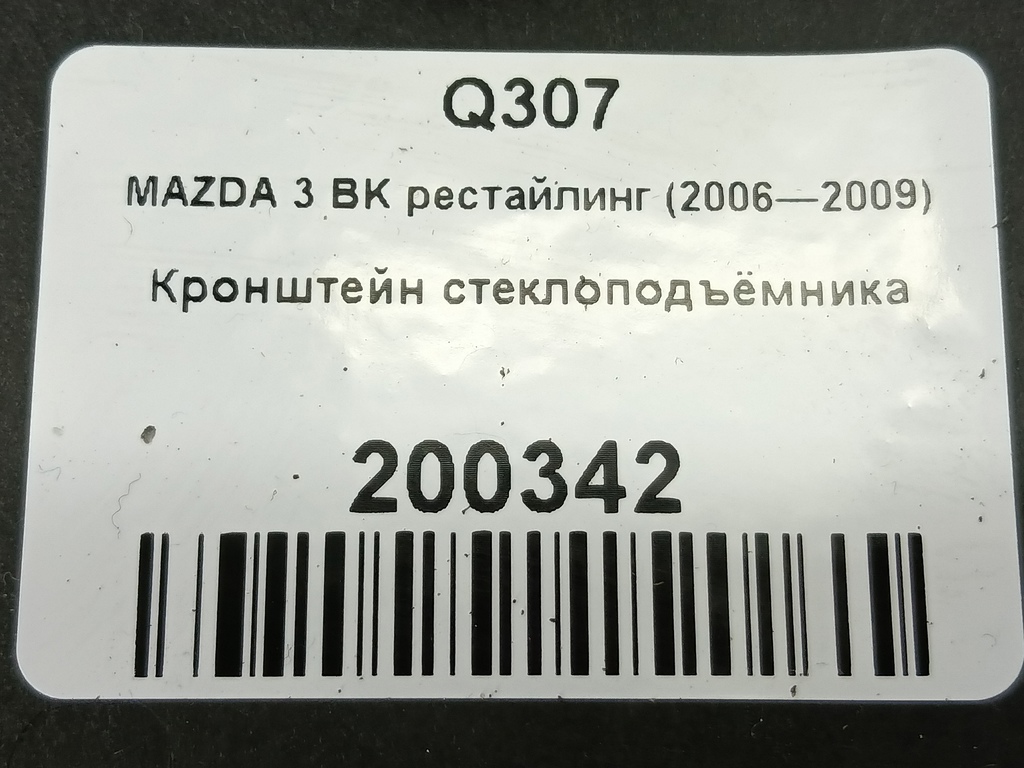 Q307
MAZDA 3 BK рестайлинг (2006—2009)
Кронштейн стеклоподъёмника
200342